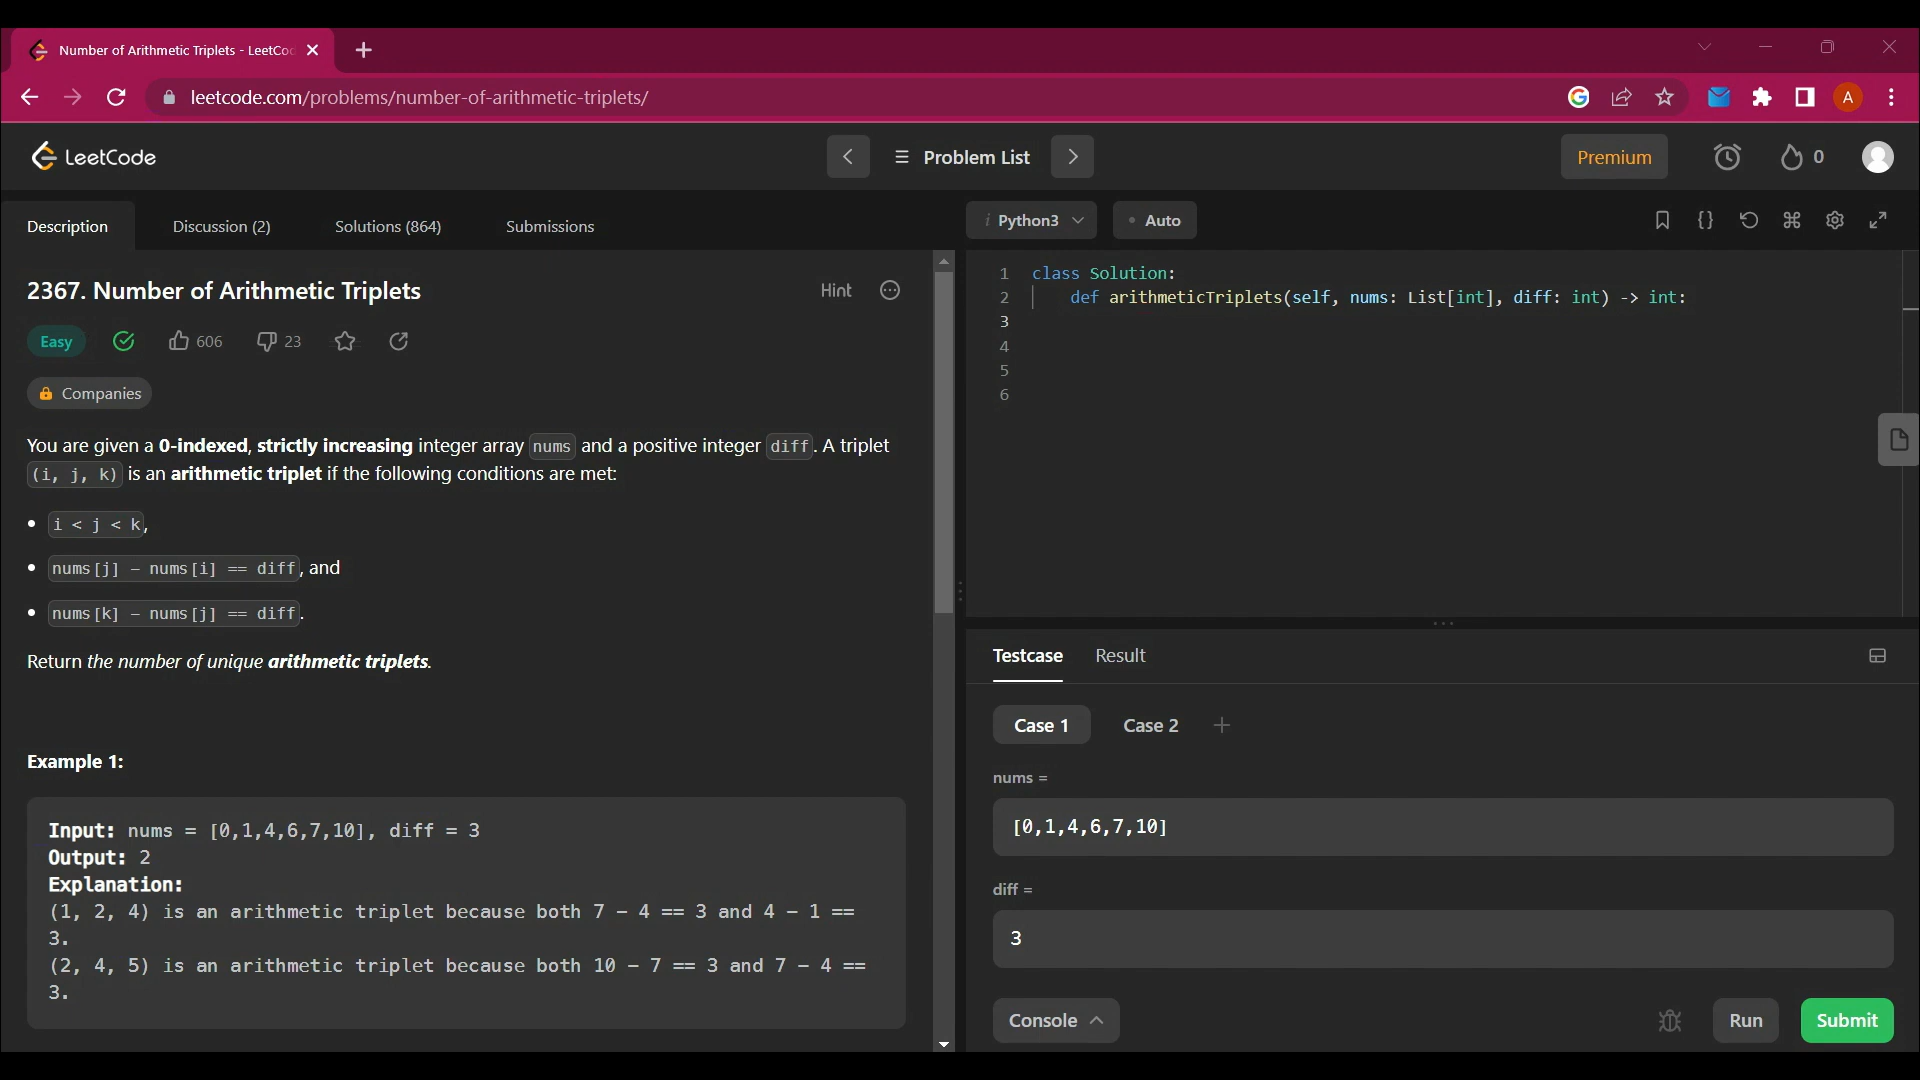 Number of Arithmetic Triplets - LeetCo
leetcode.com/problems/number-of-arithmetic-triplets/
A
LeetCode
Problem List
Premium
0
Description
Discussion (2)
Solutions (864)
Submissions
i Python3
• Auto
{}
2367. Number of Arithmetic Triplets
Hint
Easy
606
23
Companies
You are given a 0-indexed, strictly increasing integer array nums and a positive integer diff. A triplet
(i, j, k) is an arithmetic triplet if the following conditions are met:
• i < j < k,
• nums[j] - nums[i] == diff, and
• nums[k] - nums[j] == diff.
Return the number of unique arithmetic triplets.
Example 1:
Input: nums = [0,1,4,6,7,10], diff = 3
Output: 2
Explanation:
(1, 2, 4) is an arithmetic triplet because both 7 - 4 == 3 and 4 - 1 ==
3.
(2, 4, 5) is an arithmetic triplet because both 10 - 7 == 3 and 7 - 4 ==
3.
1 class Solution:
2 def arithmeticTriplets(self, nums: List[int], diff: int) -> int:
3
4
5
6
Testcase
Result
Case 1
Case 2
+
nums =
[0,1,4,6,7,10]
diff =
3
Console
Run
Submit